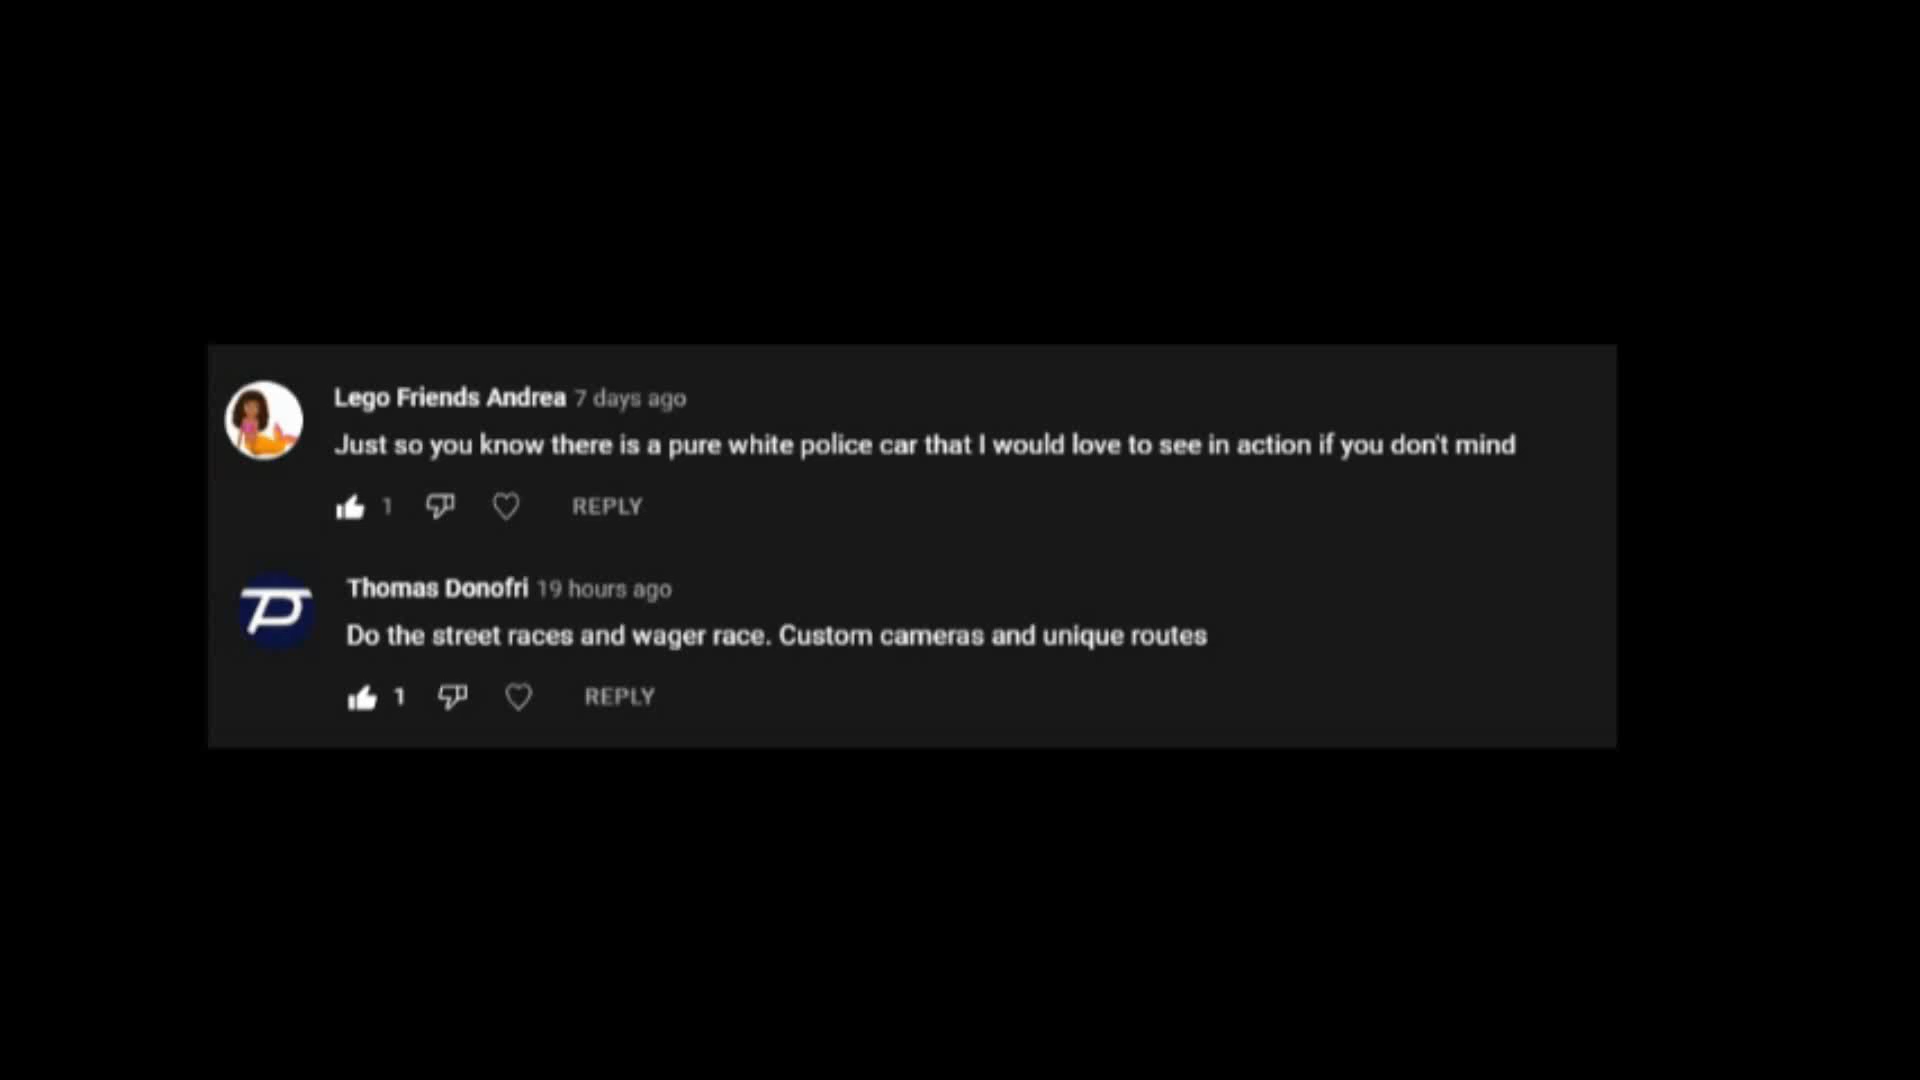 Lego Friends Andrea 7 days ago
Just so you know there is a pure white police car that I would love to see in action if you don't mind
1 REPLY
Thomas Donofri 19 hours ago
Do the street races and wager race. Custom cameras and unique routes
1 REPLY